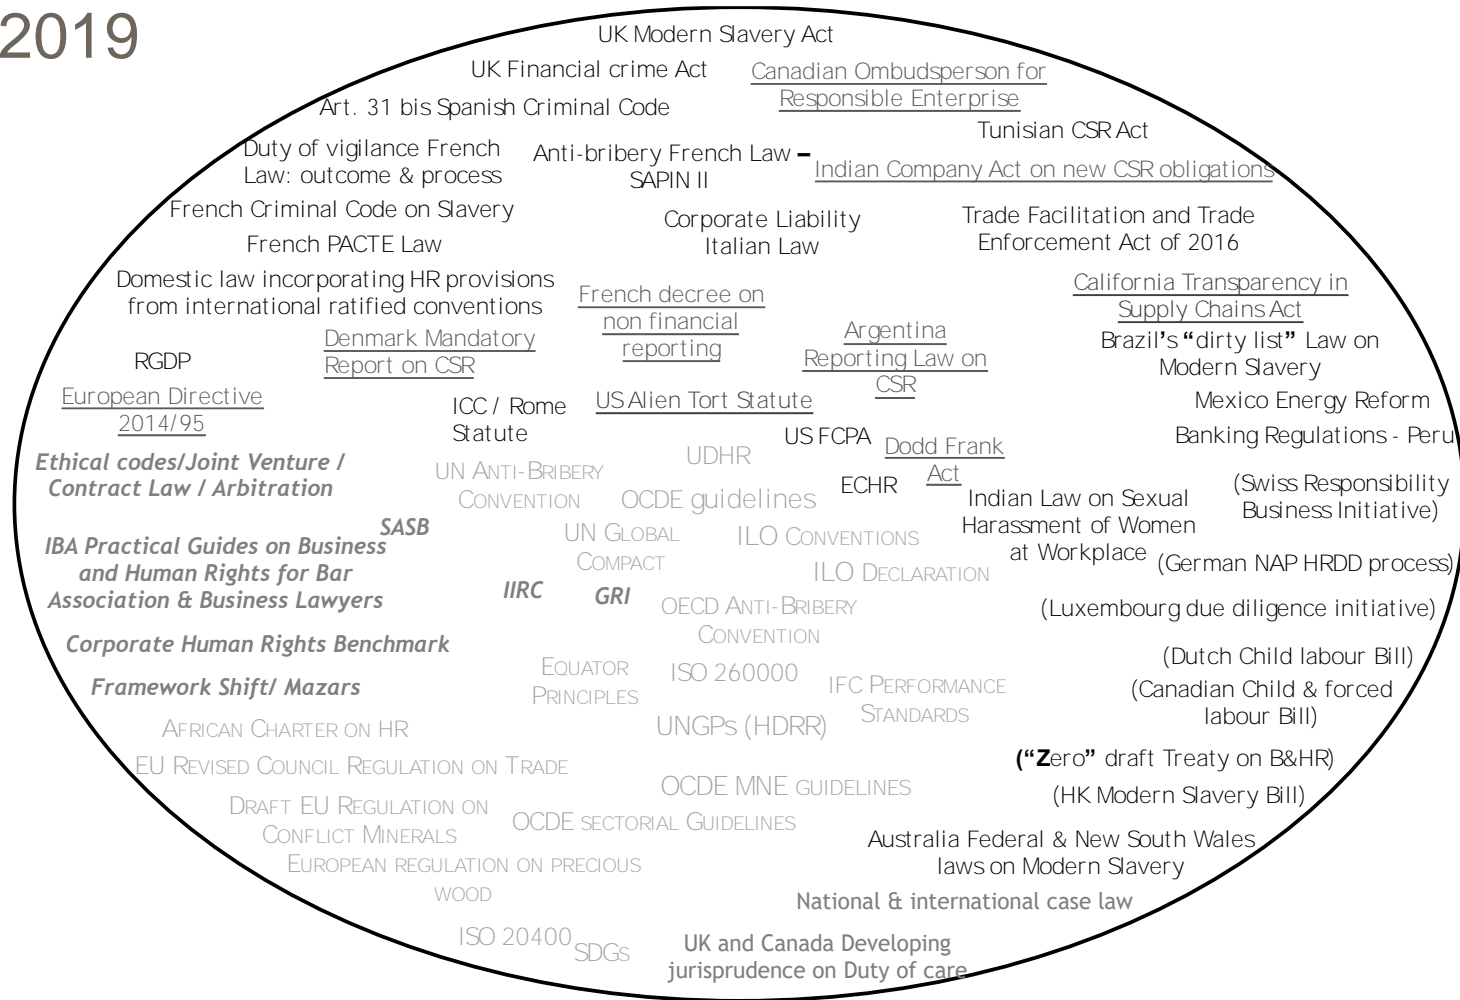 2019
UK Modern Slavery Act
UK Financial crime Act
Canadian Ombudsperson for
Responsible Enterprise
Art. 31 bis Spanish Criminal Code
Tunisian CSR Act
Duty of vigilance French
Law: outcome & process
Anti-bribery French Law –
SAPIN II
Indian Company Act on new CSR obligations
French Criminal Code on Slavery
Corporate Liability
Italian Law
Trade Facilitation and Trade
Enforcement Act of 2016
French PACTE Law
Domestic law incorporating HR provisions
from international ratified conventions
French decree on
non financial
reporting
California Transparency in
Supply Chains Act
Denmark Mandatory
Report on CSR
Argentina
Reporting Law on
CSR
Brazil's “dirty list” Law on
Modern Slavery
RGDP
European Directive
2014/95
ICC / Rome
Statute
US Alien Tort Statute
Mexico Energy Reform
US FCPA
Dodd Frank
Act
Banking Regulations - Peru
Ethical codes/Joint Venture /
Contract Law / Arbitration
UN ANTI-BRIBERY
CONVENTION
UDHR
OCDE guidelines
ECHR
Indian Law on Sexual
Harassment of Women
at Workplace
(Swiss Responsibility
Business Initiative)
SASB
IBA Practical Guides on Business
and Human Rights for Bar
Association & Business Lawyers
UN GLOBAL
COMPACT
ILO CONVENTIONS
ILO DECLARATION
(German NAP HRDD process)
IIRC
GRI
OECD ANTI-BRIBERY
CONVENTION
(Luxembourg due diligence initiative)
Corporate Human Rights Benchmark
EQUATOR
PRINCIPLES
ISO 260000
IFC PERFORMANCE
STANDARDS
(Dutch Child labour Bill)
Framework Shift/ Mazars
(Canadian Child & forced
labour Bill)
AFRICAN CHARTER ON HR
UNGPs (HDRR)
EU REVISED COUNCIL REGULATION ON TRADE
(“Zero” draft Treaty on B&HR)
OCDE MNE GUIDELINES
(HK Modern Slavery Bill)
DRAFT EU REGULATION ON
CONFLICT MINERALS
OCDE SECTORIAL GUIDELINES
Australia Federal & New South Wales
laws on Modern Slavery
EUROPEAN REGULATION ON PRECIOUS
WOOD
National & international case law
ISO 20400
SDGS
UK and Canada Developing
jurisprudence on Duty of care